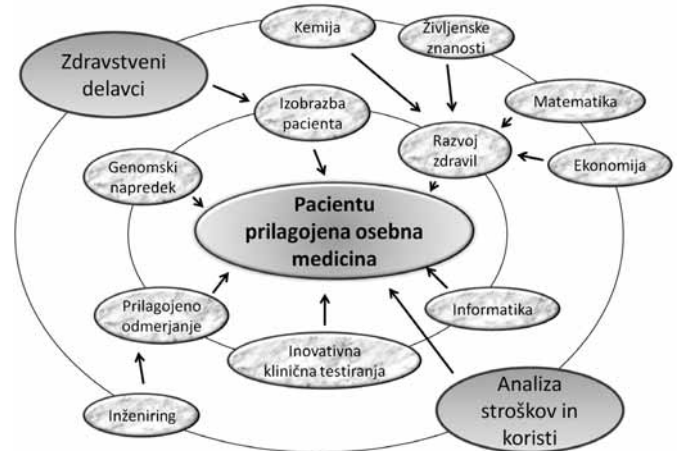 Kemija
Življenske
znanosti
Zdravstveni
delavci
Izobrazba
pacienta
Matematika
Razvoj
zdravil
Ekonomija
Genomski
napredek
Pacientu
prilagojena osebna
medicina
Prilagojeno
odmerjanje
Informatika
Inovativna
klinična testiranja
Analiza
stroškov in
koristi
Inženiring